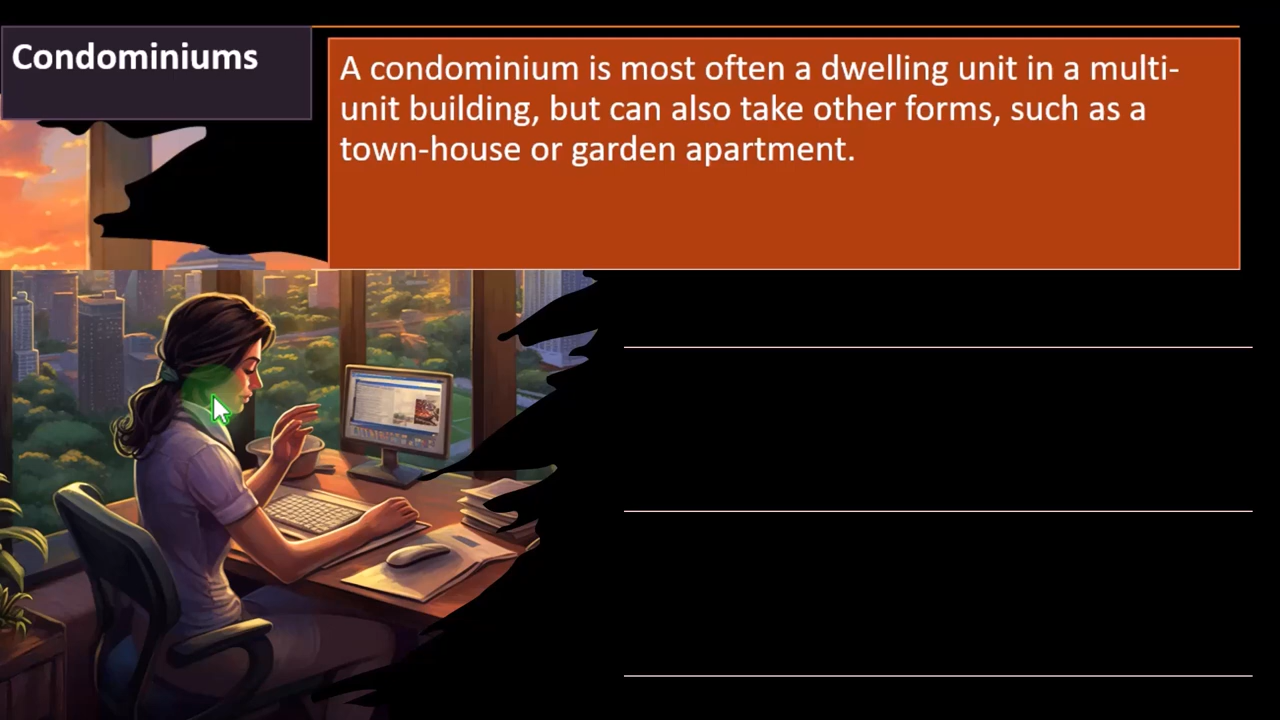 Condominiums
A condominium is most often a dwelling unit in a multi-
unit building, but can also take other forms, such as a
town-house or garden apartment.